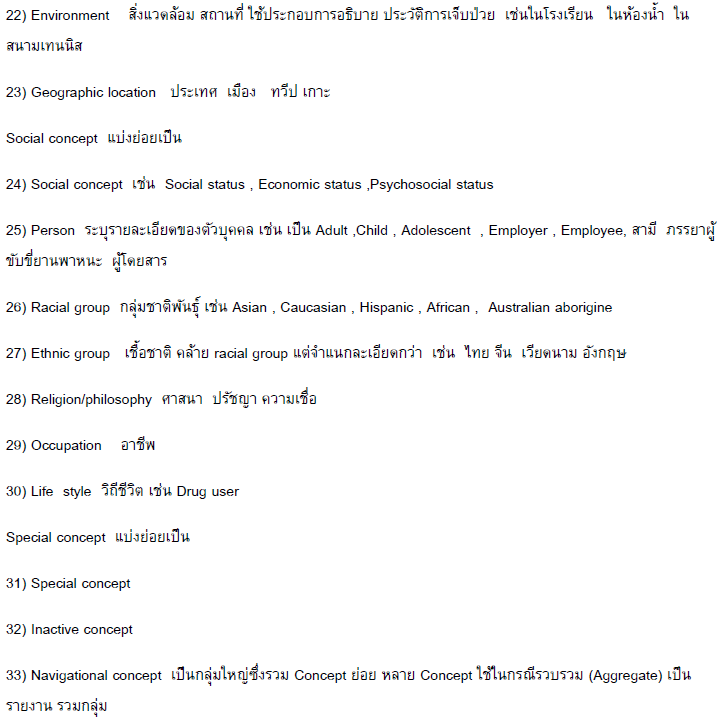 22) Environment สิ่งแวดล้อม สถานที่ ใช้ประกอบการอธิบาย ประวัติการเจ็บป่วย เช่นในโรงเรียน ในห้องน้ำ ใน
สนามเทนนิส
23) Geographic location ประเทศ เมือง ทวีป เกาะ
Social concept แบ่งย่อยเป็น
24) Social concept เช่น Social status , Economic status ,Psychosocial status
25) Person ระบุรายละเอียดของตัวบุคคล เช่น เป็น Adult ,Child , Adolescent , Employer , Employee, สามี ภรรยาผู้
ขับขี่ยานพาหนะ ผู้โดยสาร
26) Racial group กลุ่มชาติพันธุ์ เช่น Asian , Caucasian , Hispanic , African , Australian aborigine
27) Ethnic group เชื้อชาติ คล้าย racial group แต่จำแนกละเอียดกว่า เช่น ไทย จีน เวียดนาม อังกฤษ
28) Religion/philosophy ศาสนา ปรัชญา ความเชื่อ
29) Occupation อาชีพ
30) Life style วิถีชีวิต เช่น Drug user
Special concept แบ่งย่อยเป็น
31) Special concept
32) Inactive concept
33) Navigational concept เป็นกลุ่มใหญ่ซึ่งรวม Concept ย่อย หลาย Concept ใช้ในกรณีรวบรวม (Aggregate) เป็น
รายงาน รวมกลุ่ม